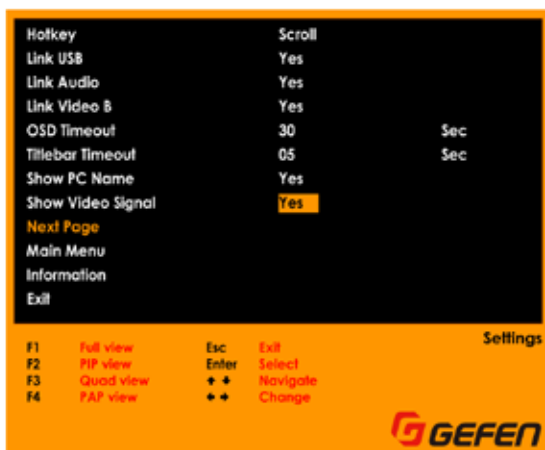 Hotkey Scroll
Link USB Yes
Link Audio Yes
Link Video B Yes
OSD Timeout 30 Sec
Titlebar Timeout 05 Sec
Show PC Name Yes
Show Video Signal Yes
Next Page
Main Menu
Information
Exit
Settings
F1 Full view Esc Exit
F2 PIP view Enter Select
F3 Quad view Navigate
F4 PAP view Change
GEFEN